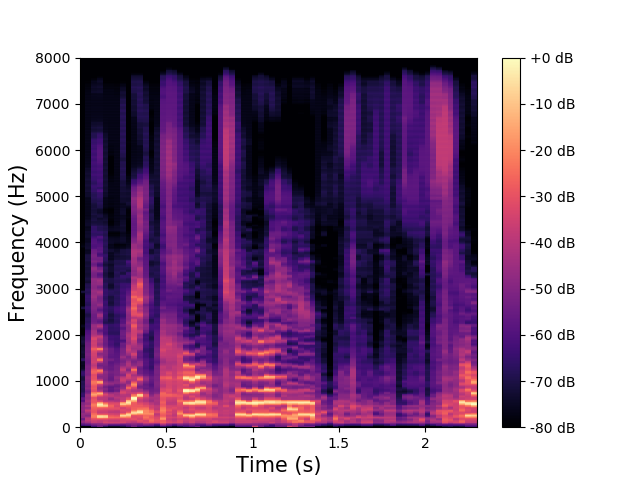 8000
7000
6000
5000
4000
3000
2000
1000
0
Frequency (Hz)
0
0.5
1
1.5
2
Time (s)
+0 dB
-10 dB
-20 dB
-30 dB
-40 dB
-50 dB
-60 dB
-70 dB
-80 dB